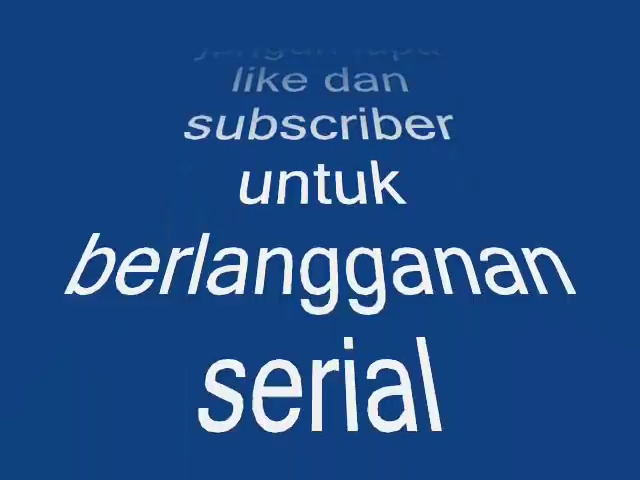 like dan
subscriber
untuk
berlangganan
serial